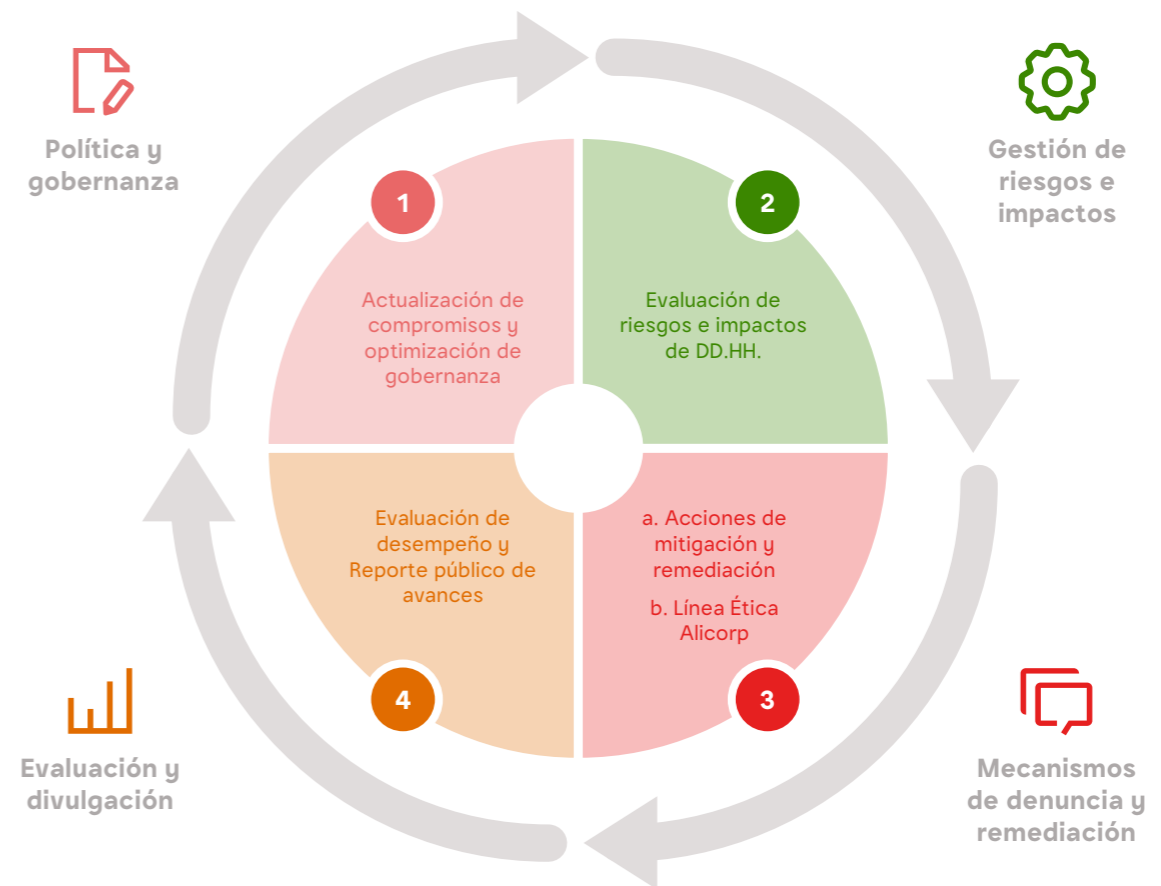 Política y
gobernanza
1
Actualización de
compromisos y
optimización de
gobernanza
Gestión de
riesgos e
impactos
2
Evaluación de
riesgos e impactos
de DD.HH.
a. Acciones de
mitigación y
remediación
b. Línea Ética
Alicorp
3
Mecanismos
de denuncia y
remediación
Evaluación de
desempeño y
Reporte público de
avances
4
Evaluación y
divulgación